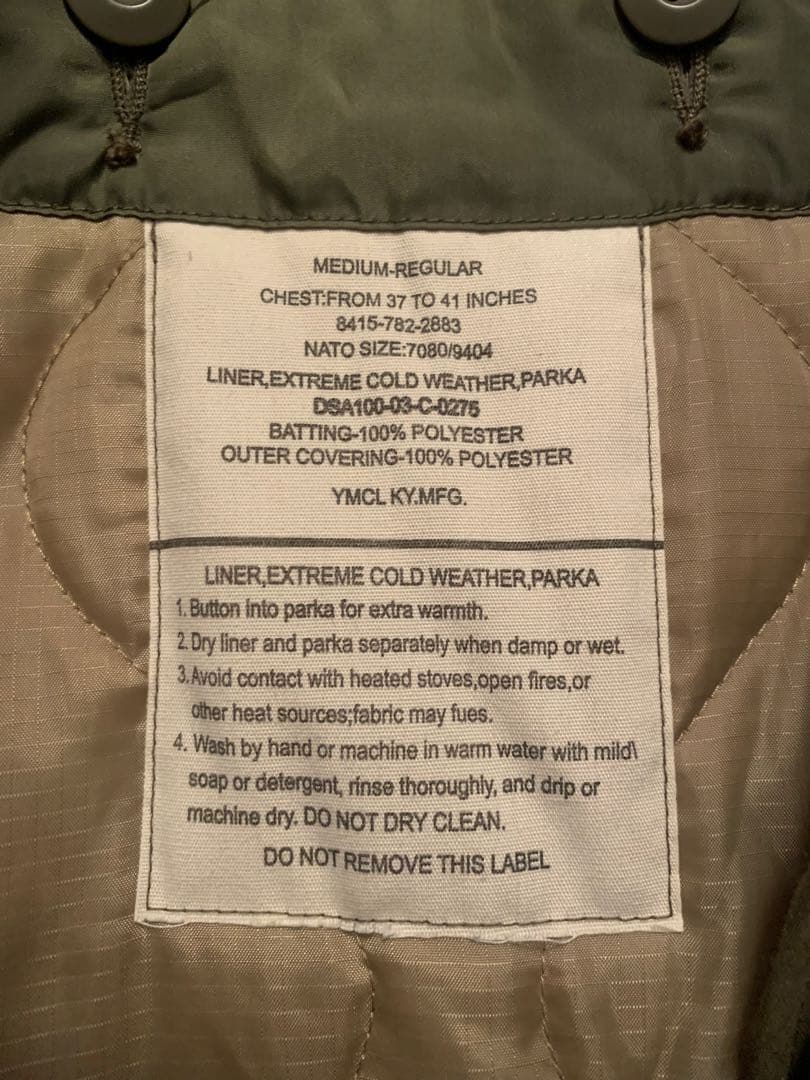 MEDIUM-REGULAR
CHEST:FROM 37 TO 41 INCHES
8415-782-2883
NATO SIZE:7080/9404
LINER,EXTREME COLD WEATHER,PARKA
DSA100-03-C-0275
BATTING-100% POLYESTER
OUTER COVERING-100% POLYESTER
YMCL KY.MFG.
LINER,EXTREME COLD WEATHER,PARKA
1. Button into parka for extra warmth.
2. Dry liner and parka separately when damp or wet.
3. Avoid contact with heated stoves,open fires,or
other heat sources;fabric may fues.
4. Wash by hand or machine in warm water with mild\
soap or detergent, rinse thoroughly, and drip or
machine dry. DO NOT DRY CLEAN.
DO NOT REMOVE THIS LABEL